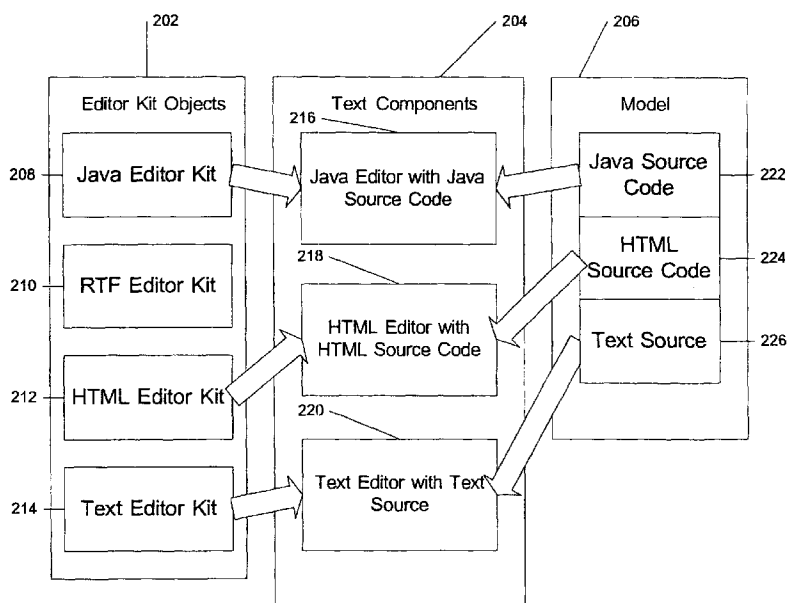 202
204
206
Editor Kit Objects
Text Components
Model
208
Java Editor Kit
216
Java Editor with Java
Source Code
Java Source
Code
222
210
RTF Editor Kit
218
HTML
Source Code
224
212
HTML Editor Kit
HTML Editor with
HTML Source Code
Text Source
226
214
Text Editor Kit
220
Text Editor with Text
Source